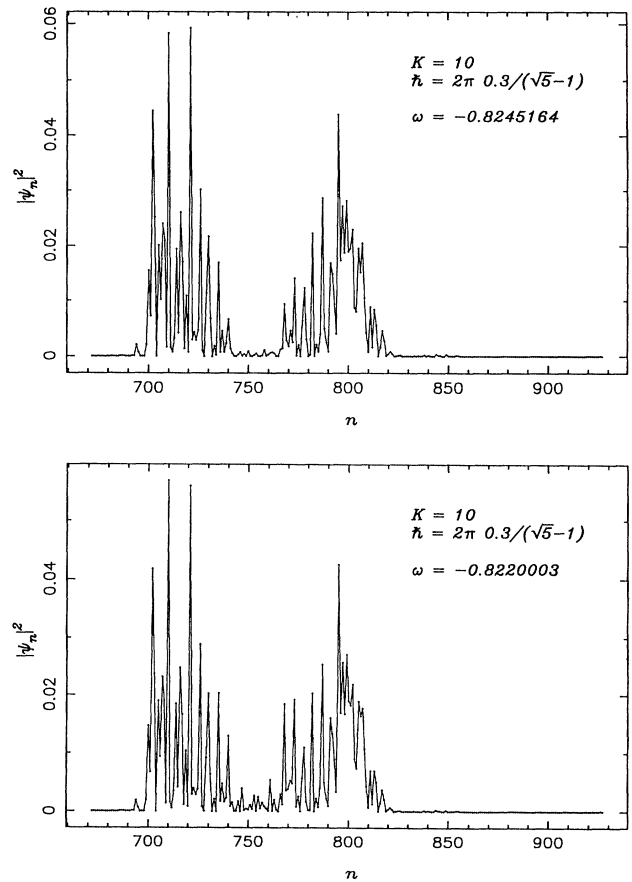 0.06
0.04
0.02
0
|ψₙ|²
K = 10
ℏ = 2π 0.3/(√5−1)
ω = −0.8245164
700 750 800 850 900
n
0.04
0.02
0
|ψₙ|²
K = 10
ℏ = 2π 0.3/(√5−1)
ω = −0.8220003
700 750 800 850 900
n